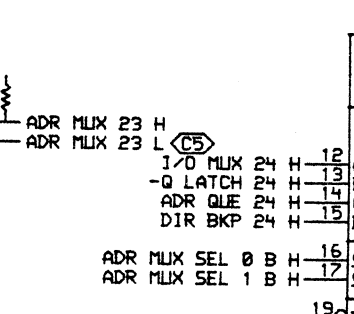 ADR MUX 23 H
ADR MUX 23 L C5
I/O MUX 24 H 12
-Q LATCH 24 H 13
ADR QUE 24 H 14
DIR BKP 24 H 15
ADR MUX SEL 0 B H 16
ADR MUX SEL 1 B H 17
19